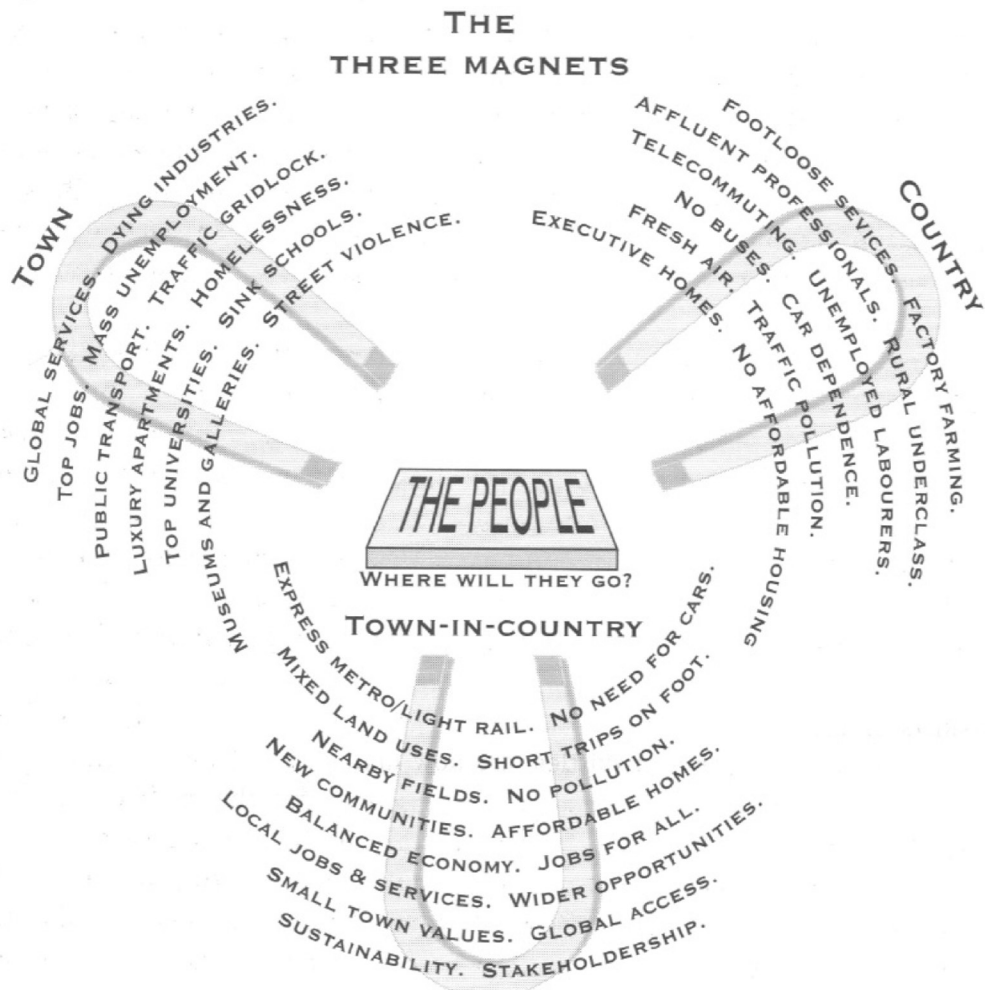 THE
THREE MAGNETS
TOWN
GLOBAL SERVICES. DYING INDUSTRIES.
TOP JOBS. MASS UNEMPLOYMENT.
PUBLIC TRANSPORT. TRAFFIC GRIDLOCK.
LUXURY APARTMENTS. HOMELESSNESS.
TOP UNIVERSITIES. SINK SCHOOLS.
MUSEUMS AND GALLERIES. STREET VIOLENCE.
COUNTRY
FOOTLOOSE SEVICES. FACTORY FARMING.
AFFLUENT PROFESSIONALS. RURAL UNDERCLASS.
TELECOMMUTING. UNEMPLOYED LABOURERS.
NO BUSES. CAR DEPENDENCE.
FRESH AIR. TRAFFIC POLLUTION.
EXECUTIVE HOMES. NO AFFORDABLE HOUSING
THE PEOPLE
WHERE WILL THEY GO?
TOWN-IN-COUNTRY
EXPRESS METRO/LIGHT RAIL. NO NEED FOR CARS.
MIXED LAND USES. SHORT TRIPS ON FOOT.
NEARBY FIELDS. NO POLLUTION.
NEW COMMUNITIES. AFFORDABLE HOMES.
BALANCED ECONOMY. JOBS FOR ALL.
LOCAL JOBS & SERVICES. WIDER OPPORTUNITIES.
SMALL TOWN VALUES. GLOBAL ACCESS.
SUSTAINABILITY. STAKEHOLDERSHIP.